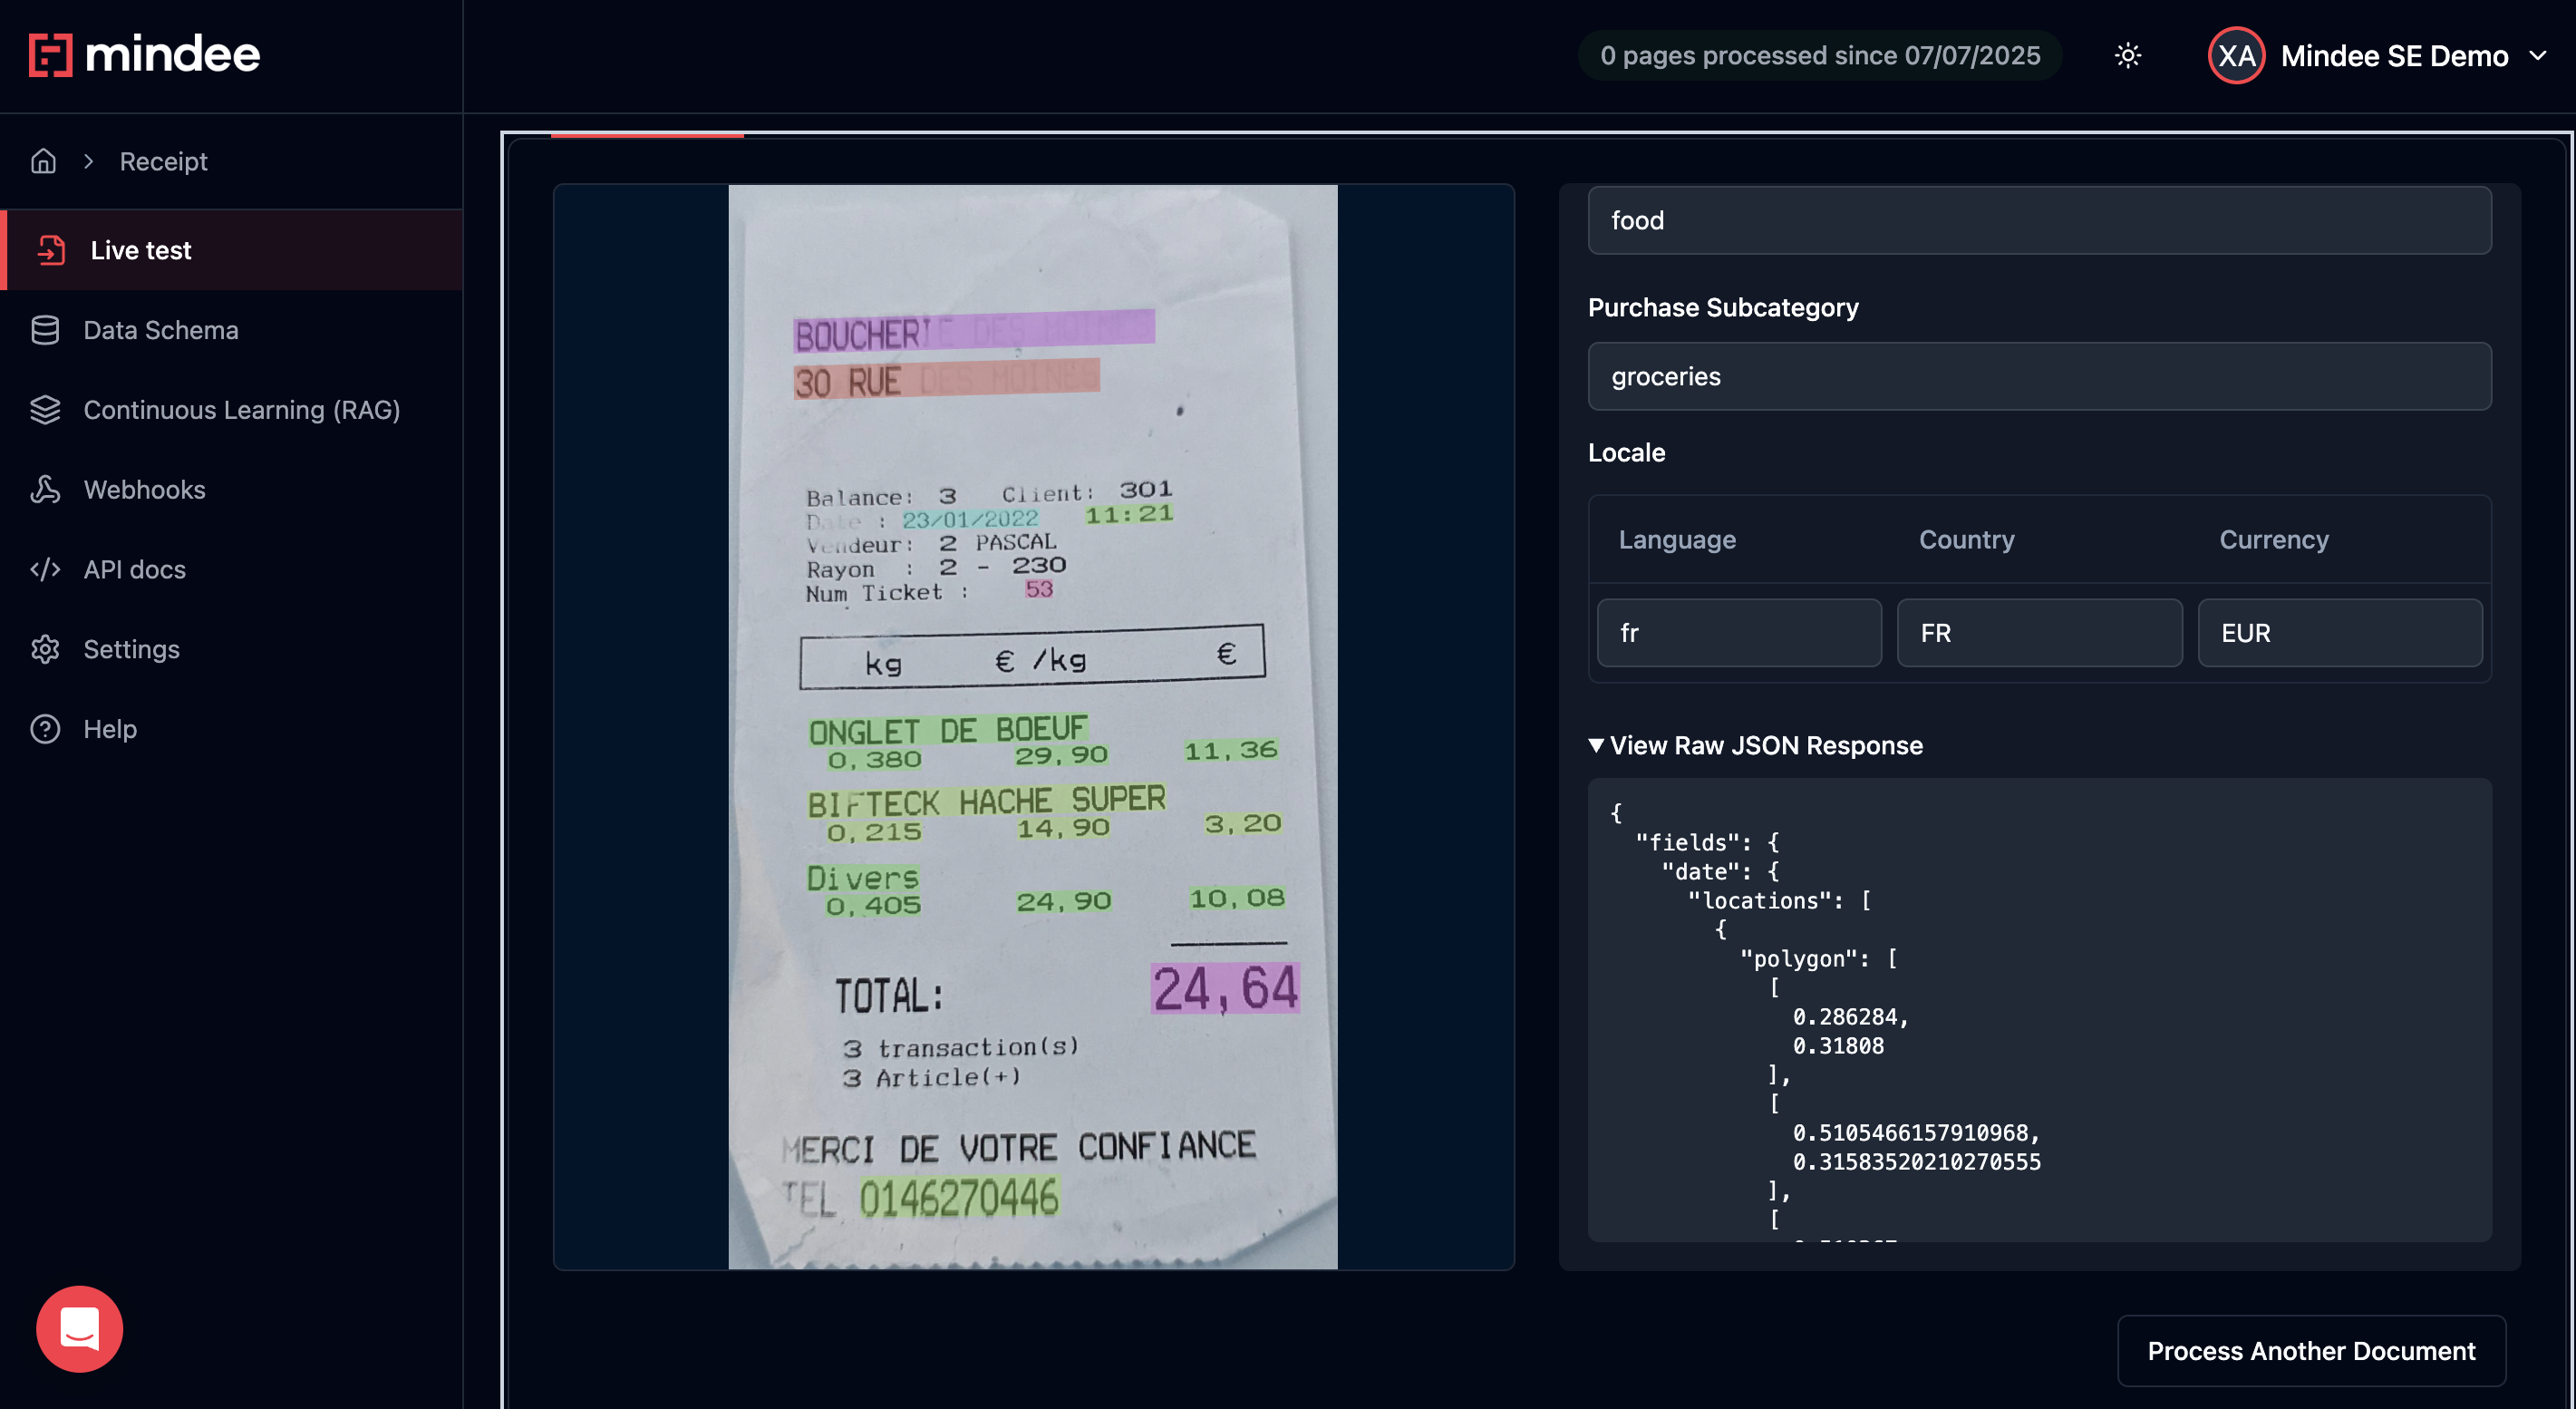 mindee
0 pages processed since 07/07/2025
XA
Mindee SE Demo
Receipt
Live test
Data Schema
Continuous Learning (RAG)
Webhooks
API docs
Settings
Help
BOUCHERIE DES
30 RUE DES MOINES
Balance: 3 Client: 301
Date : 23/01/2022 11:21
Vendeur: 2 PASCAL
Rayon : 2 - 230
Num Ticket : 53
kg € /kg €
ONGLET DE BOEUF
0,380 29,90 11,36
BIFTECK HACHE SUPER
0,215 14,90 3,20
Divers
0,405 24,90 10,08
TOTAL: 24,64
3 transaction(s)
3 Article(+)
MERCI DE VOTRE CONFIANCE
TEL 0146270446
food
Purchase Subcategory
groceries
Locale
Language Country Currency
fr FR EUR
▼ View Raw JSON Response
{
"fields": {
"date": {
"locations": [
{
"polygon": [
[
0.286284,
0.31808
],
[
0.5105466157910968,
0.31583520210270555
],
[
Process Another Document